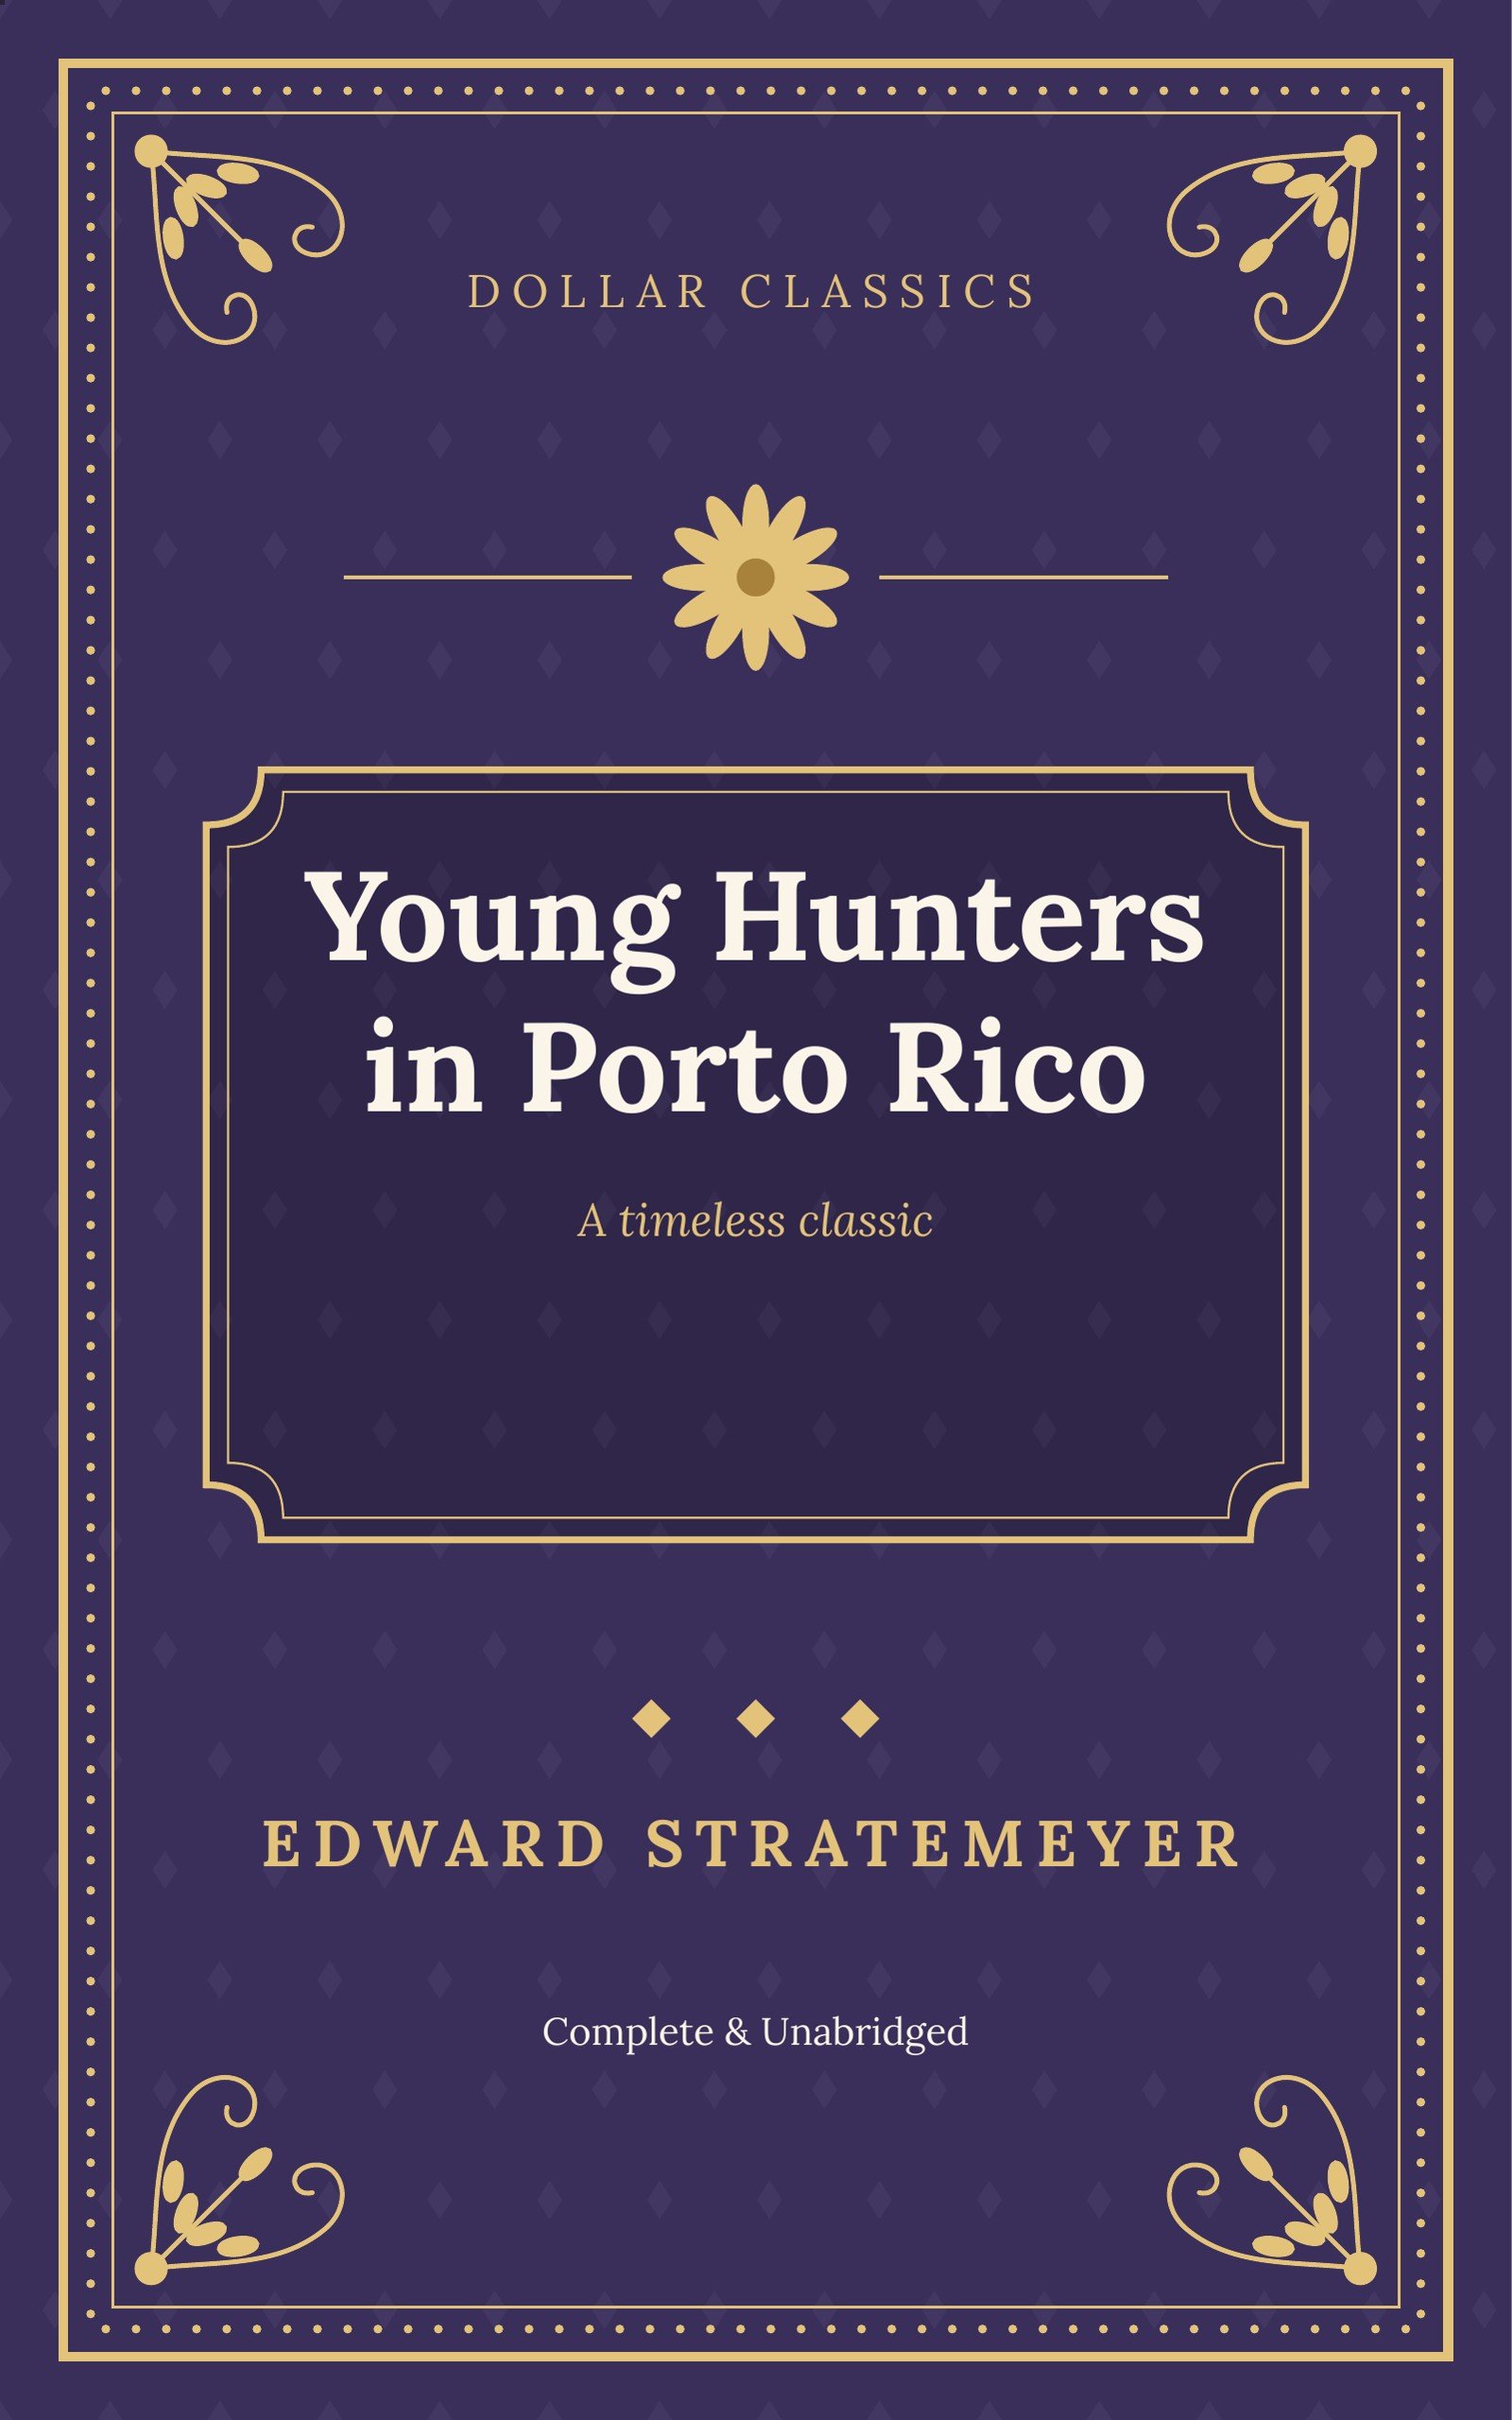 DOLLAR CLASSICS
Young Hunters
in Porto Rico
A timeless classic
EDWARD STRATEMEYER
Complete & Unabridged